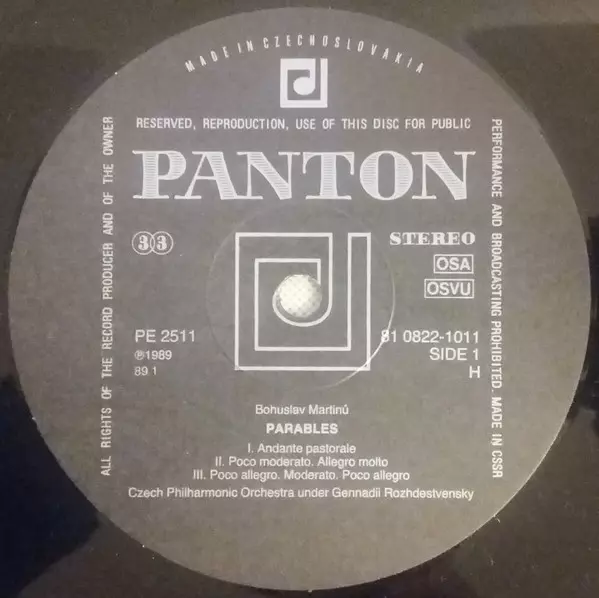 MADE IN CZECHOSLOVAKIA
RESERVED, REPRODUCTION, USE OF THIS DISC FOR PUBLIC
PERFORMANCE AND BROADCASTING PROHIBITED. MADE IN CSSR
ALL RIGHTS OF THE RECORD PRODUCER AND OF THE OWNER
PANTON
33
STEREO
OSA
OSVU
PE 2511
℗1989
89 1
81 0822-1011
SIDE 1
H
Bohuslav Martinů
PARABLES
I. Andante pastorale
II. Poco moderato. Allegro molto
III. Poco allegro. Moderato. Poco allegro
Czech Philharmonic Orchestra under Gennadii Rozhdestvensky